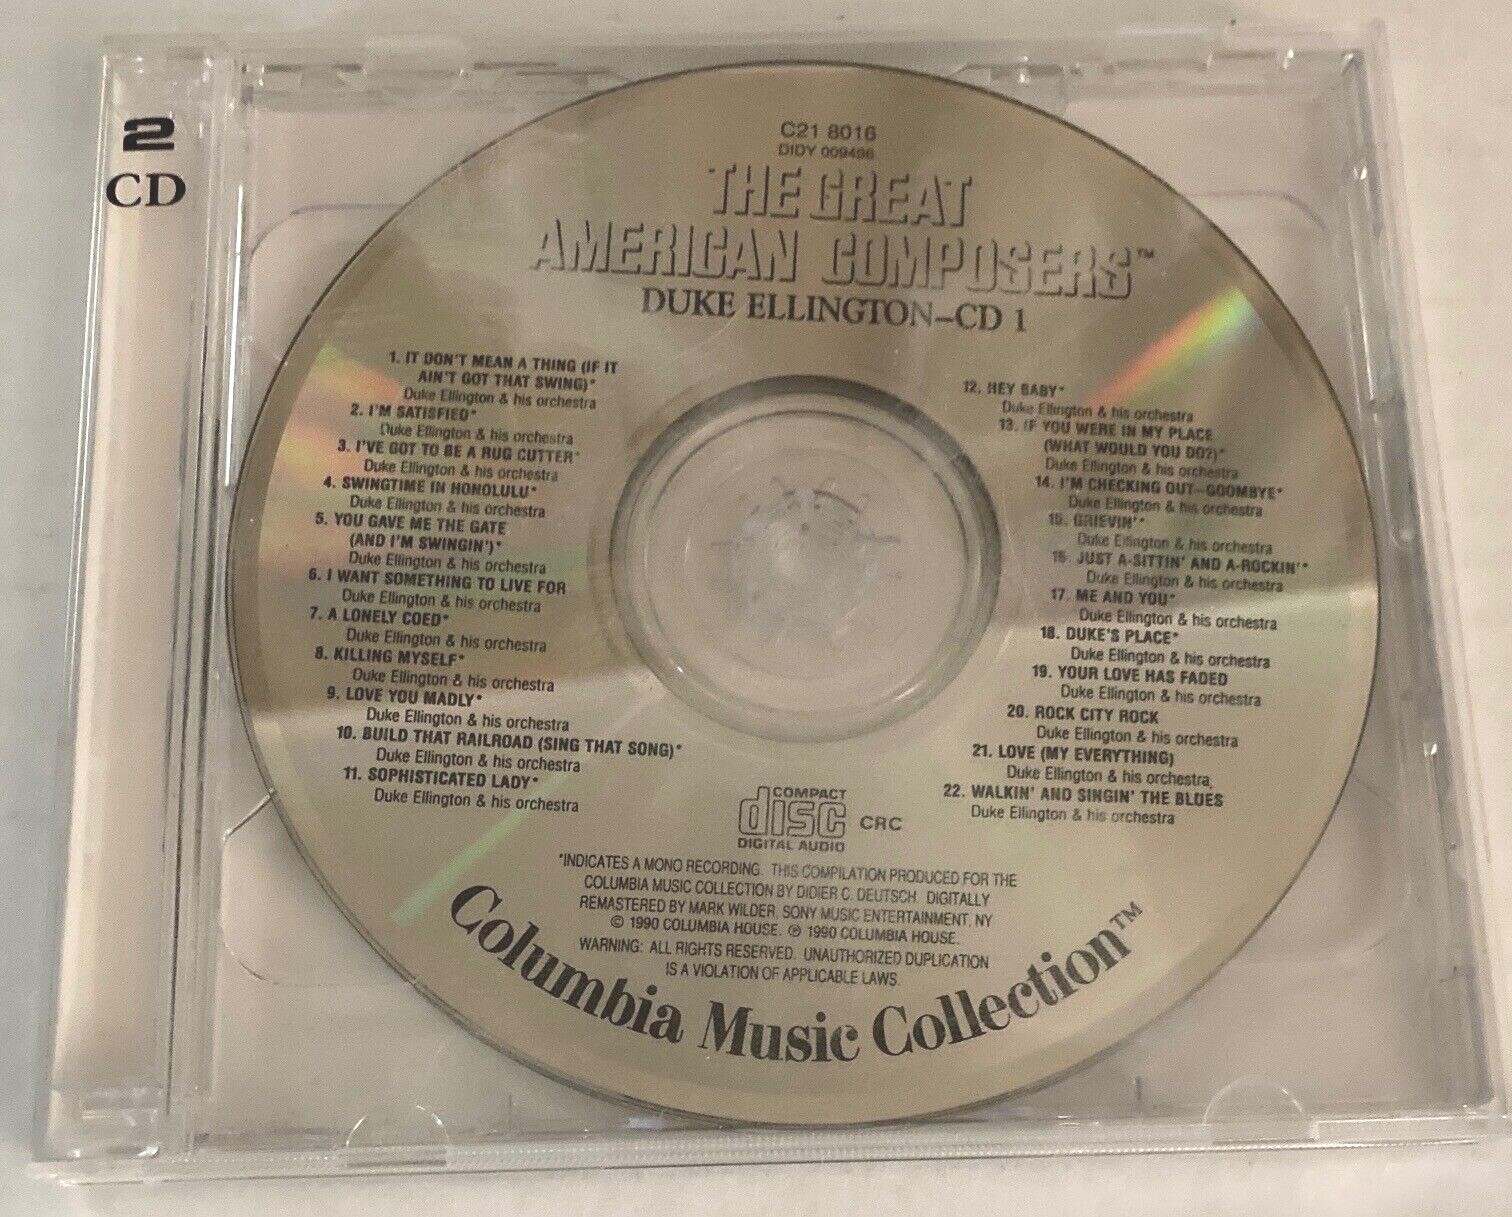 2
CD
C21 8016
DIDY 009496
THE GREAT
AMERICAN COMPOSERS™
DUKE ELLINGTON–CD 1
1. IT DON'T MEAN A THING (IF IT
AIN'T GOT THAT SWING)*
Duke Ellington & his orchestra
2. I'M SATISFIED*
Duke Ellington & his orchestra
3. I'VE GOT TO BE A RUG CUTTER*
Duke Ellington & his orchestra
4. SWINGTIME IN HONOLULU*
Duke Ellington & his orchestra
5. YOU GAVE ME THE GATE
(AND I'M SWINGIN')*
Duke Ellington & his orchestra
6. I WANT SOMETHING TO LIVE FOR
Duke Ellington & his orchestra
7. A LONELY COED*
Duke Ellington & his orchestra
8. KILLING MYSELF*
Duke Ellington & his orchestra
9. LOVE YOU MADLY*
Duke Ellington & his orchestra
10. BUILD THAT RAILROAD (SING THAT SONG)*
Duke Ellington & his orchestra
11. SOPHISTICATED LADY*
Duke Ellington & his orchestra
12. HEY BABY*
Duke Ellington & his orchestra
13. IF YOU WERE IN MY PLACE
(WHAT WOULD YOU DO?)*
Duke Ellington & his orchestra
14. I'M CHECKING OUT–GOOMBYE*
Duke Ellington & his orchestra
15. GRIEVIN'*
Duke Ellington & his orchestra
16. JUST A-SITTIN' AND A-ROCKIN'*
Duke Ellington & his orchestra
17. ME AND YOU*
Duke Ellington & his orchestra
18. DUKE'S PLACE*
Duke Ellington & his orchestra
19. YOUR LOVE HAS FADED
Duke Ellington & his orchestra
20. ROCK CITY ROCK
Duke Ellington & his orchestra
21. LOVE (MY EVERYTHING)
Duke Ellington & his orchestra
22. WALKIN' AND SINGIN' THE BLUES
Duke Ellington & his orchestra
COMPACT
disc CRC
DIGITAL AUDIO
*INDICATES A MONO RECORDING. THIS COMPILATION PRODUCED FOR THE
COLUMBIA MUSIC COLLECTION BY DIDIER C. DEUTSCH. DIGITALLY
REMASTERED BY MARK WILDER, SONY MUSIC ENTERTAINMENT, NY
© 1990 COLUMBIA HOUSE. ℗ 1990 COLUMBIA HOUSE.
WARNING: ALL RIGHTS RESERVED. UNAUTHORIZED DUPLICATION
IS A VIOLATION OF APPLICABLE LAWS.
Columbia Music Collection™